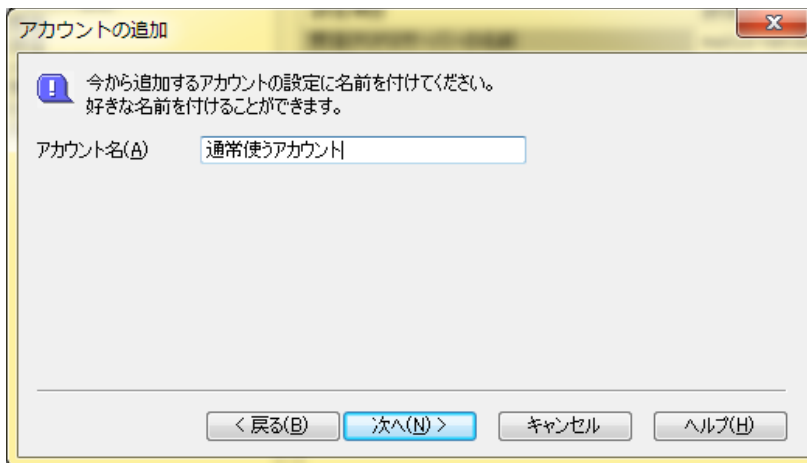 アカウントの追加
今から追加するアカウントの設定に名前を付けてください。
好きな名前を付けることができます。
アカウント名(A) 通常使うアカウント
< 戻る(B) 次へ(N) > キャンセル ヘルプ(H)